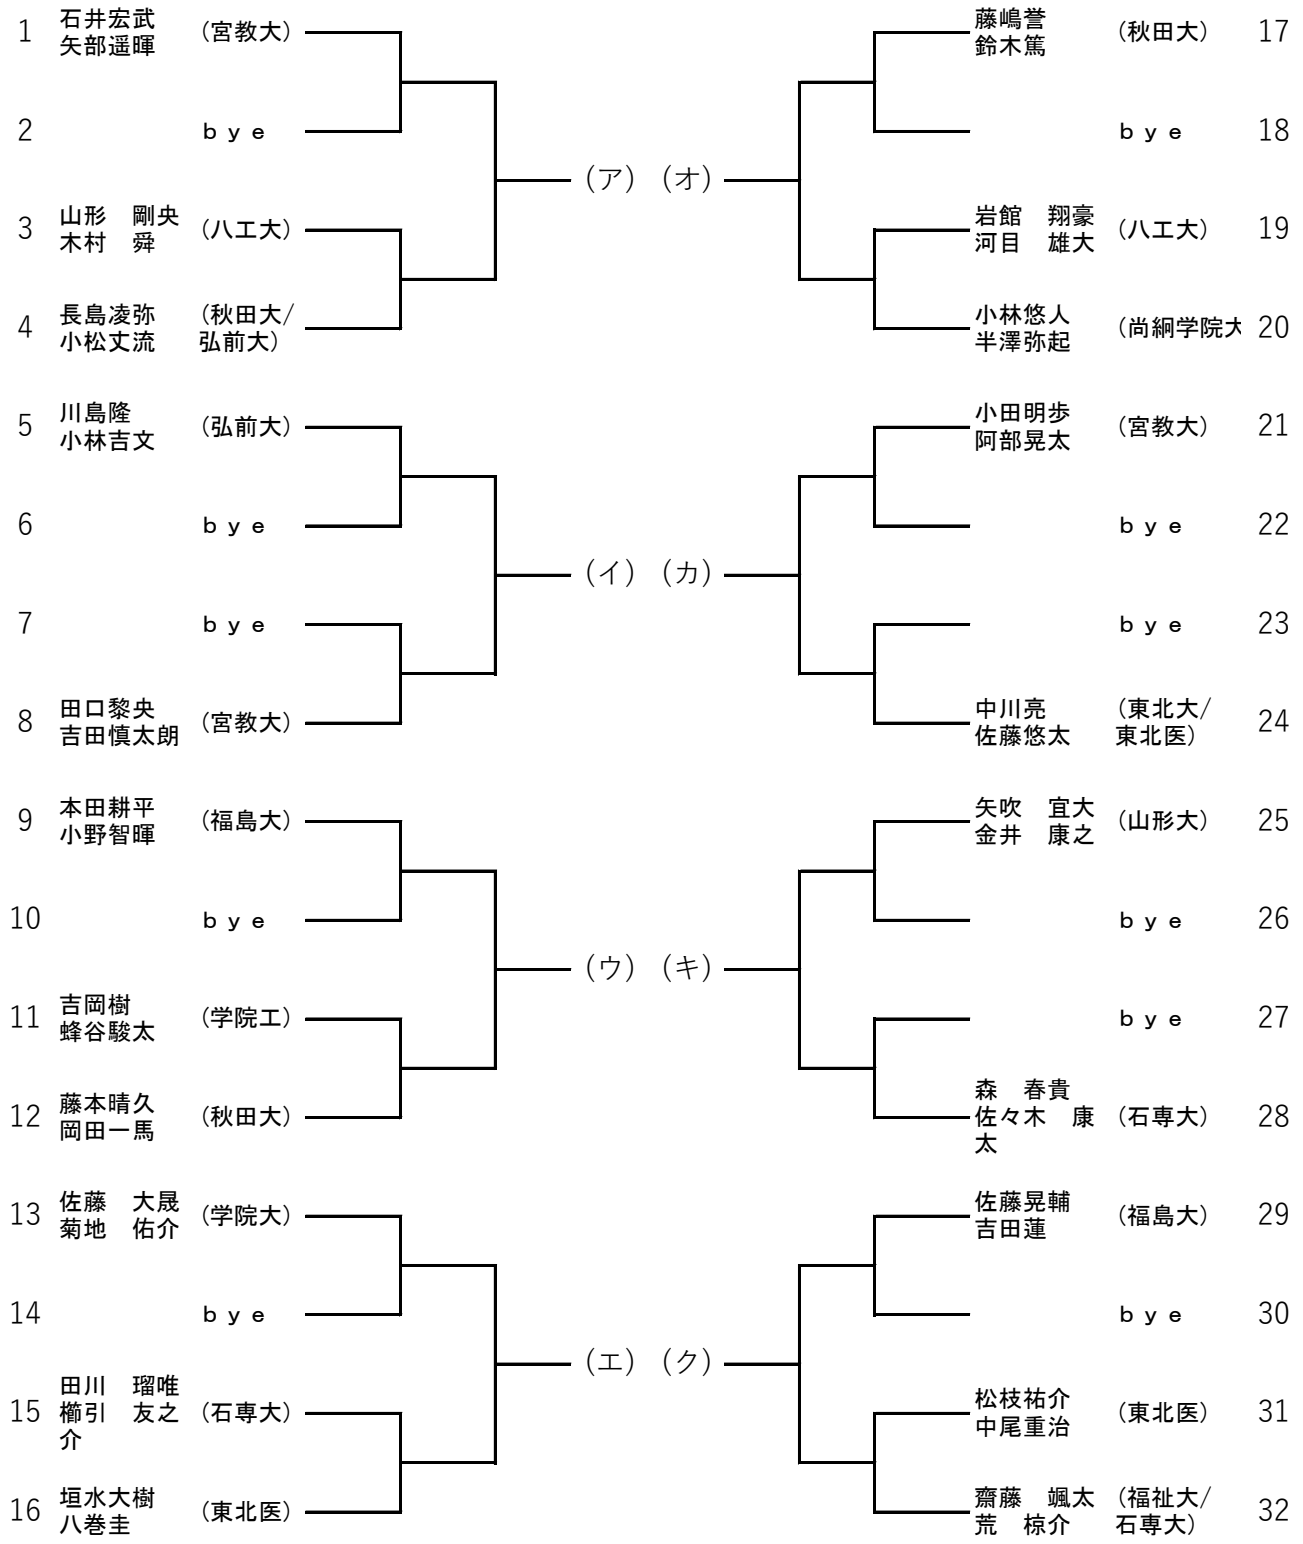 1 石井宏武 (宮教大)
矢部遥暉
2 ｂｙｅ
3 山形　剛央 (八工大)
木村　舜
4 長島凌弥 (秋田大/
小松丈流 弘前大)
5 川島隆 (弘前大)
小林吉文
6 ｂｙｅ
7 ｂｙｅ
8 田口黎央 (宮教大)
吉田慎太朗
9 本田耕平 (福島大)
小野智暉
10 ｂｙｅ
11 吉岡樹 (学院工)
蜂谷駿太
12 藤本晴久 (秋田大)
岡田一馬
13 佐藤　大晟 (学院大)
菊地　佑介
14 ｂｙｅ
15 田川　瑠唯 (石専大)
櫛引　友之
介
16 垣水大樹 (東北医)
八巻圭
(ア) (オ)
(イ) (カ)
(ウ) (キ)
(エ) (ク)
藤嶋誉 (秋田大) 17
鈴木篤
ｂｙｅ 18
岩館　翔豪 (八工大) 19
河目　雄大
小林悠人 (尚絅学院大 20
半澤弥起
小田明歩 (宮教大) 21
阿部晃太
ｂｙｅ 22
ｂｙｅ 23
中川亮 (東北大/ 24
佐藤悠太 東北医)
矢吹　宜大 (山形大) 25
金井　康之
ｂｙｅ 26
ｂｙｅ 27
森　春貴 (石専大) 28
佐々木　康
太
佐藤晃輔 (福島大) 29
吉田蓮
ｂｙｅ 30
松枝祐介 (東北医) 31
中尾重治
齋藤　颯太 (福祉大/ 32
荒　椋介 石専大)